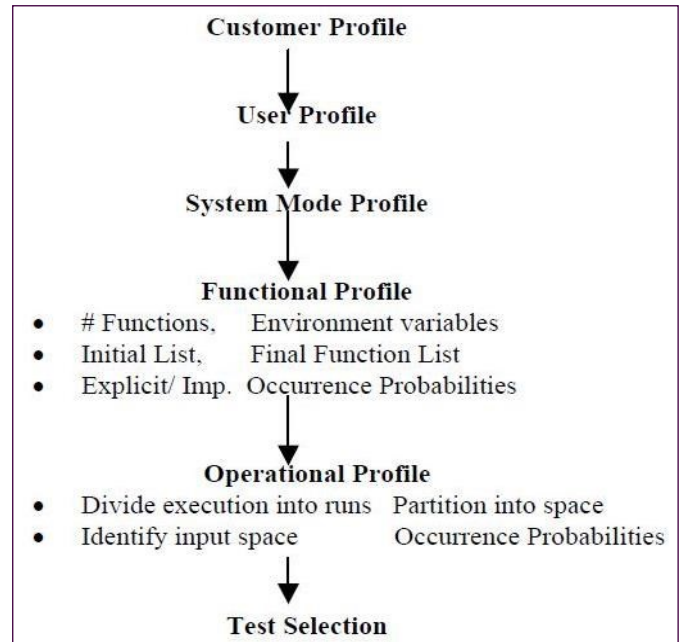 Customer Profile
User Profile
System Mode Profile
Functional Profile
• # Functions, Environment variables
• Initial List, Final Function List
• Explicit/ Imp. Occurrence Probabilities
Operational Profile
• Divide execution into runs Partition into space
• Identify input space Occurrence Probabilities
Test Selection